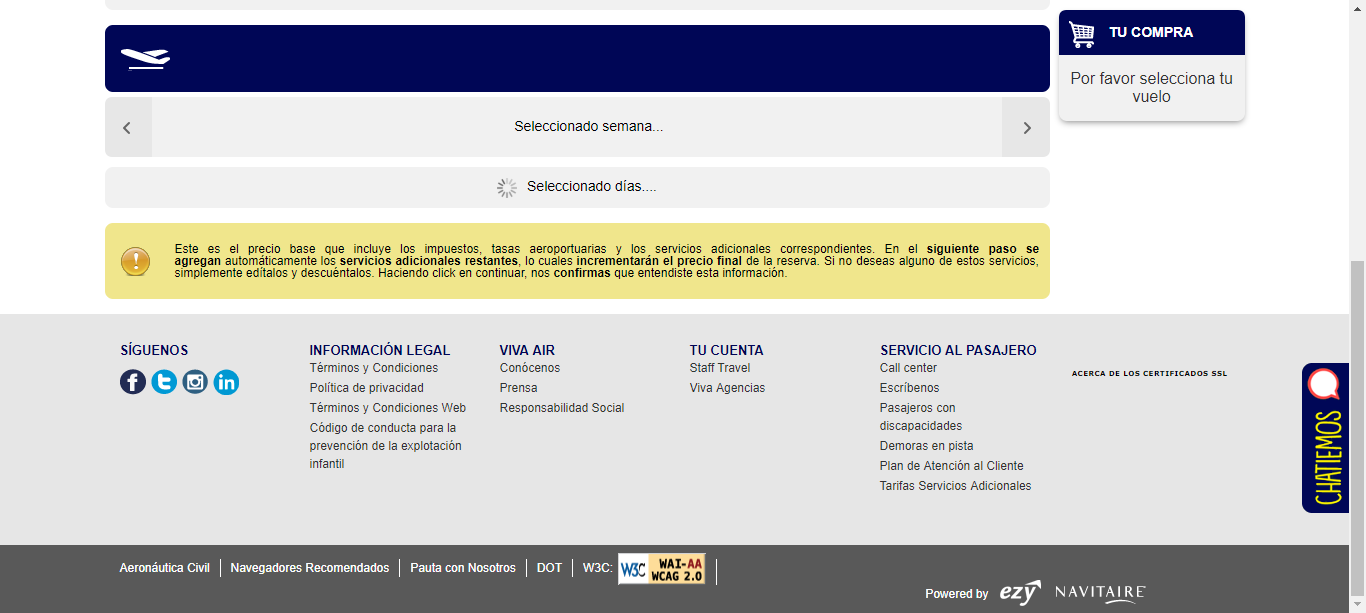 TU COMPRA
Por favor selecciona tu
vuelo
Seleccionado semana...
Seleccionado días....
Este es el precio base que incluye los impuestos, tasas aeroportuarias y los servicios adicionales correspondientes. En el siguiente paso se
agregan automáticamente los servicios adicionales restantes, lo cuales incrementarán el precio final de la reserva. Si no deseas alguno de estos servicios,
simplemente edítalos y descuéntalos. Haciendo click en continuar, nos confirmas que entendiste esta información.
SÍGUENOS
INFORMACIÓN LEGAL
Términos y Condiciones
Política de privacidad
Términos y Condiciones Web
Código de conducta para la
prevención de la explotación
infantil
VIVA AIR
Conócenos
Prensa
Responsabilidad Social
TU CUENTA
Staff Travel
Viva Agencias
SERVICIO AL PASAJERO
Call center
Escríbenos
Pasajeros con
discapacidades
Demoras en pista
Plan de Atención al Cliente
Tarifas Servicios Adicionales
ACERCA DE LOS CERTIFICADOS SSL
CHATIEMOS
Aeronáutica Civil
Navegadores Recomendados
Pauta con Nosotros
DOT
W3C:
W3C WAI-AA
WCAG 2.0
Powered by ezy NAVITAIRE